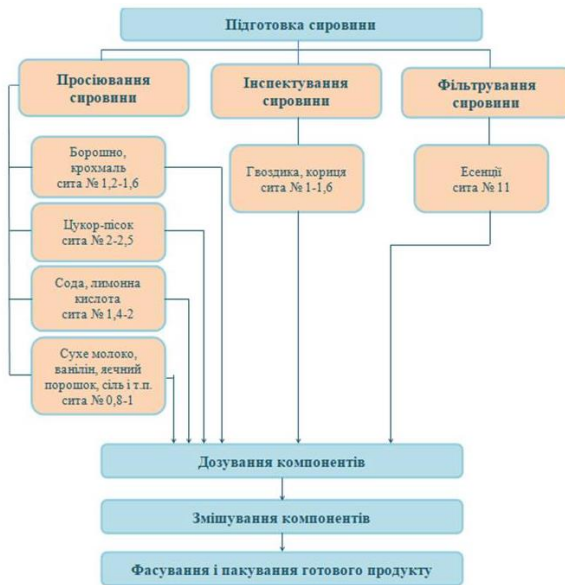 Підготовка сировини
Просіювання
сировини
Інспектування
сировини
Фільтрування
сировини
Борошно,
крохмаль
сита № 1,2-1,6
Гвоздика, кориця
сита № 1-1,6
Есенції
сита № 11
Цукор-пісок
сита № 2-2,5
Сода, лимонна
кислота
сита № 1,4-2
Сухе молоко,
ванілін, яєчний
порошок, сіль і т.п.
сита № 0,8-1
Дозування компонентів
Змішування компонентів
Фасування і пакування готового продукту